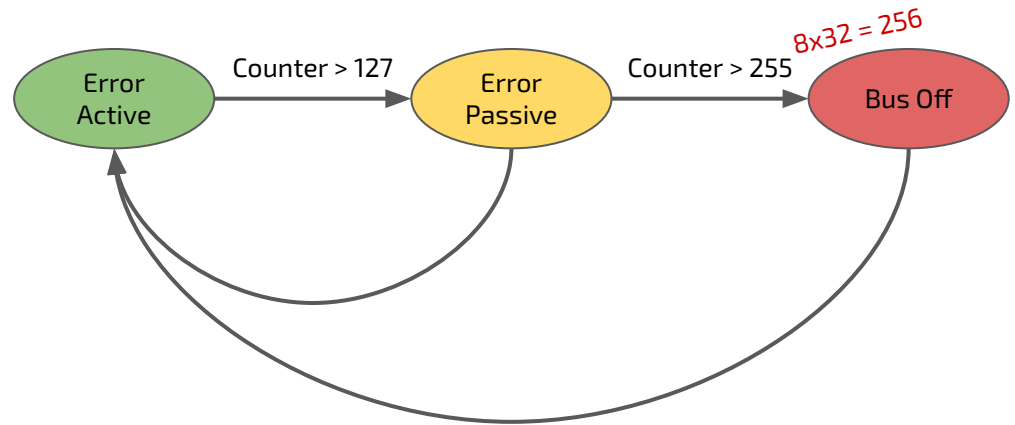 8x32 = 256
Error
Active
Counter > 127
Error
Passive
Counter > 255
Bus Off